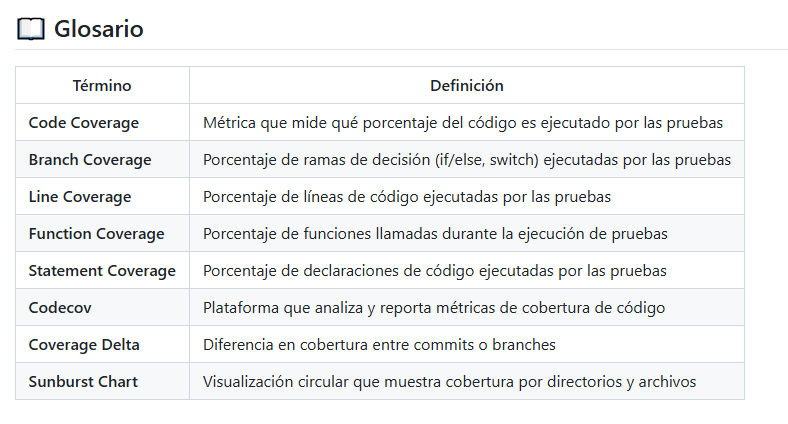 📖 Glosario
Término Definición
Code Coverage Métrica que mide qué porcentaje del código es ejecutado por las pruebas
Branch Coverage Porcentaje de ramas de decisión (if/else, switch) ejecutadas por las pruebas
Line Coverage Porcentaje de líneas de código ejecutadas por las pruebas
Function Coverage Porcentaje de funciones llamadas durante la ejecución de pruebas
Statement Coverage Porcentaje de declaraciones de código ejecutadas por las pruebas
Codecov Plataforma que analiza y reporta métricas de cobertura de código
Coverage Delta Diferencia en cobertura entre commits o branches
Sunburst Chart Visualización circular que muestra cobertura por directorios y archivos